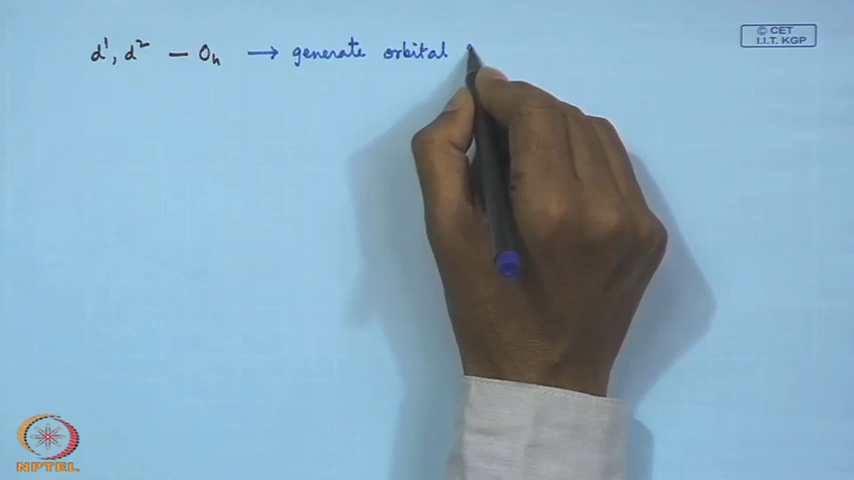 d¹, d² — Oₕ → generate orbital
© CET
I.I.T. KGP
NPTEL